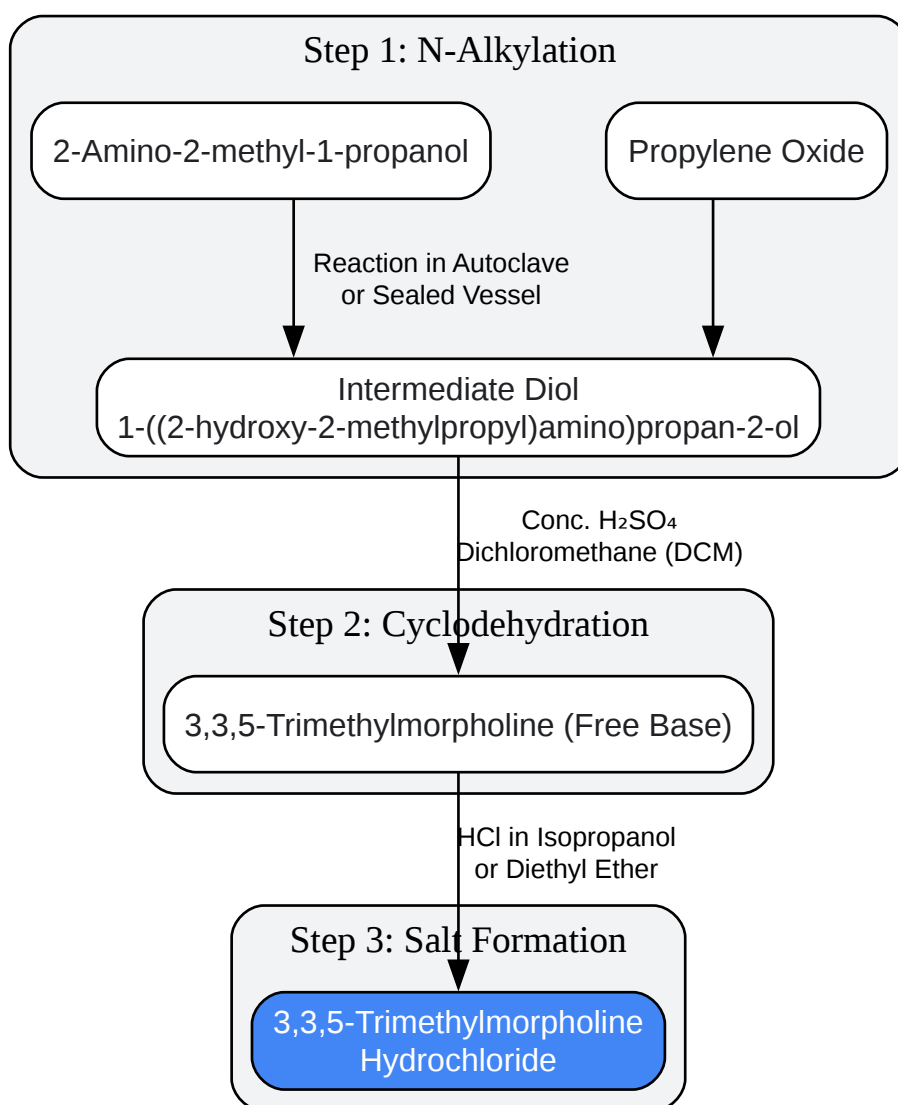 Step 1: N-Alkylation
2-Amino-2-methyl-1-propanol
Propylene Oxide
Reaction in Autoclave
or Sealed Vessel
Intermediate Diol
1-((2-hydroxy-2-methylpropyl)amino)propan-2-ol
Conc. H₂SO₄
Dichloromethane (DCM)
Step 2: Cyclodehydration
3,3,5-Trimethylmorpholine (Free Base)
HCl in Isopropanol
or Diethyl Ether
Step 3: Salt Formation
3,3,5-Trimethylmorpholine
Hydrochloride